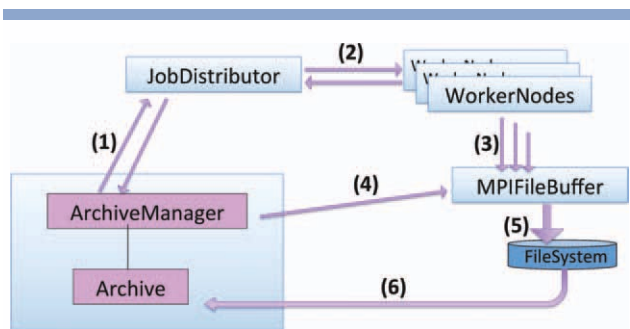 (2)
JobDistributor
WorkerNodes
(1)
(3)
(4)
MPIFileBuffer
ArchiveManager
(5)
FileSystem
Archive
(6)